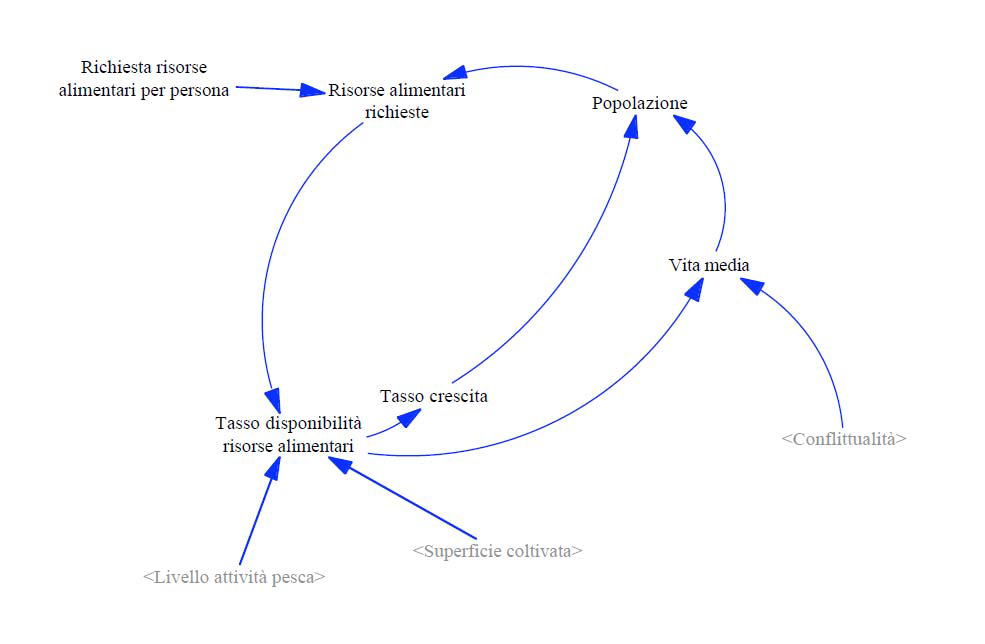 Richiesta risorse
alimentari per persona
Risorse alimentari
richieste
Popolazione
Vita media
Tasso crescita
Tasso disponibilità
risorse alimentari
<Conflittualità>
<Superficie coltivata>
<Livello attività pesca>